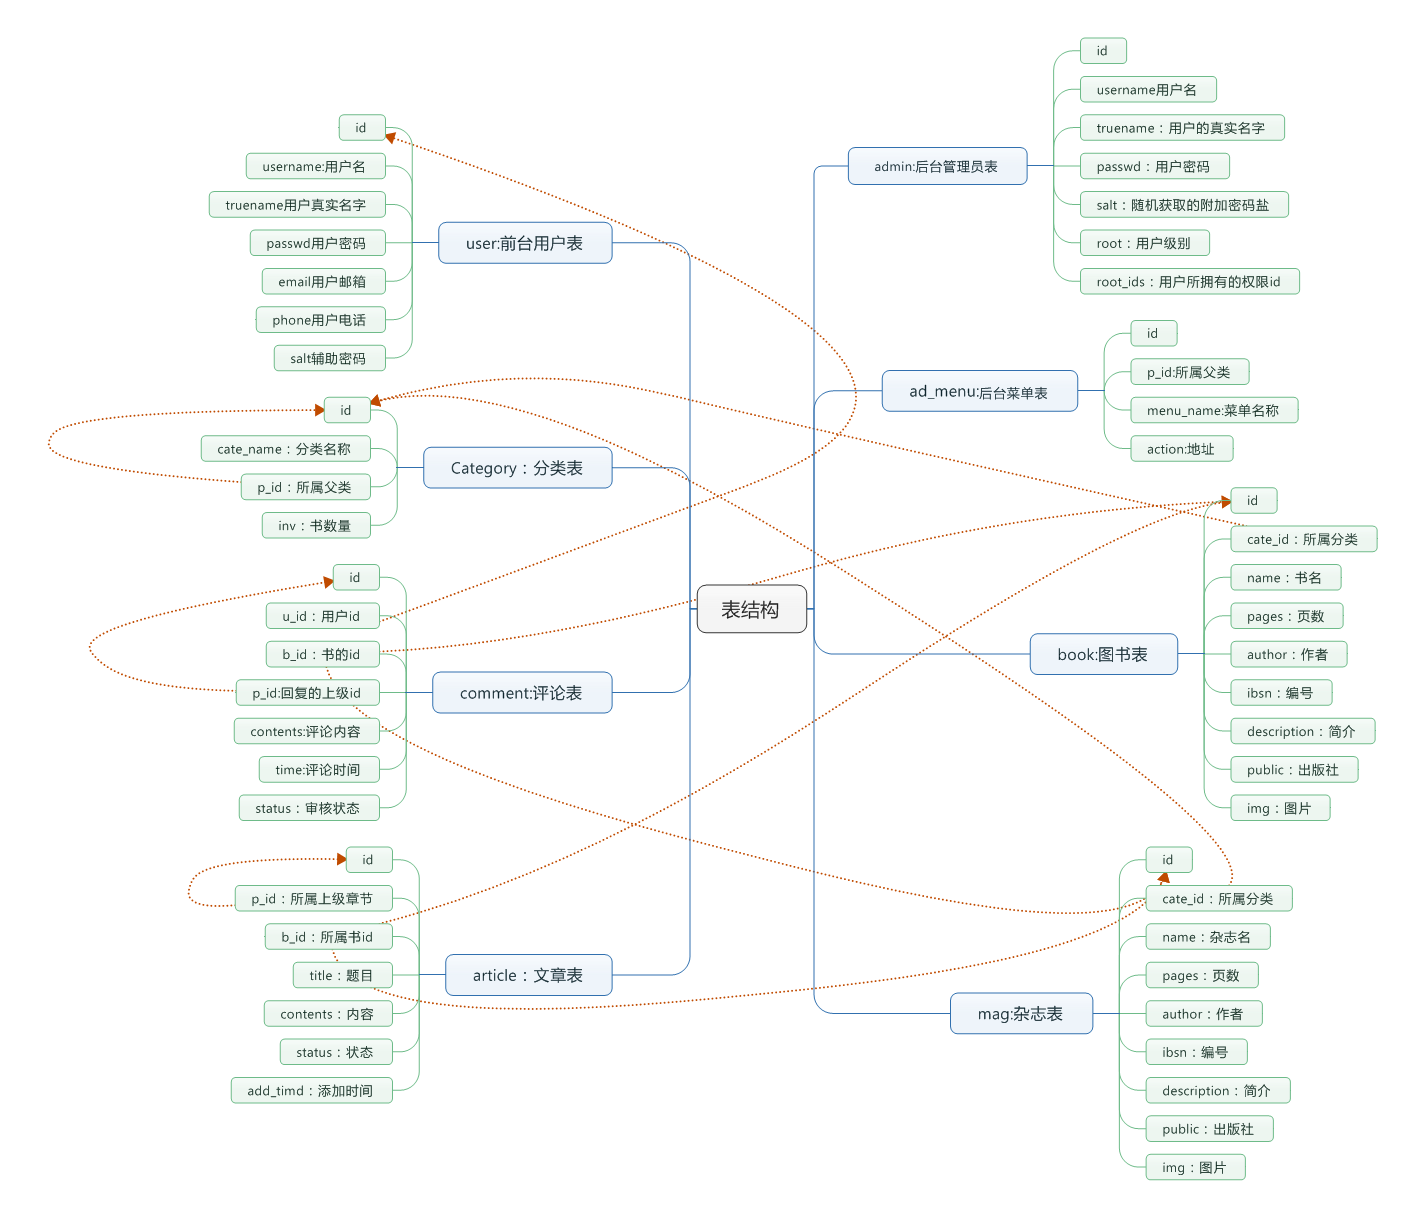 表结构
user:前台用户表
id
username:用户名
truename用户真实名字
passwd用户密码
email用户邮箱
phone用户电话
salt辅助密码
Category：分类表
id
cate_name：分类名称
p_id：所属父类
inv：书数量
comment:评论表
id
u_id：用户id
b_id：书的id
p_id:回复的上级id
contents:评论内容
time:评论时间
status：审核状态
article：文章表
id
p_id：所属上级章节
b_id：所属书id
title：题目
contents：内容
status：状态
add_timd：添加时间
admin:后台管理员表
id
username用户名
truename：用户的真实名字
passwd：用户密码
salt：随机获取的附加密码盐
root：用户级别
root_ids：用户所拥有的权限id
ad_menu:后台菜单表
id
p_id:所属父类
menu_name:菜单名称
action:地址
book:图书表
id
cate_id：所属分类
name：书名
pages：页数
author：作者
ibsn：编号
description：简介
public：出版社
img：图片
mag:杂志表
id
cate_id：所属分类
name：杂志名
pages：页数
author：作者
ibsn：编号
description：简介
public：出版社
img：图片